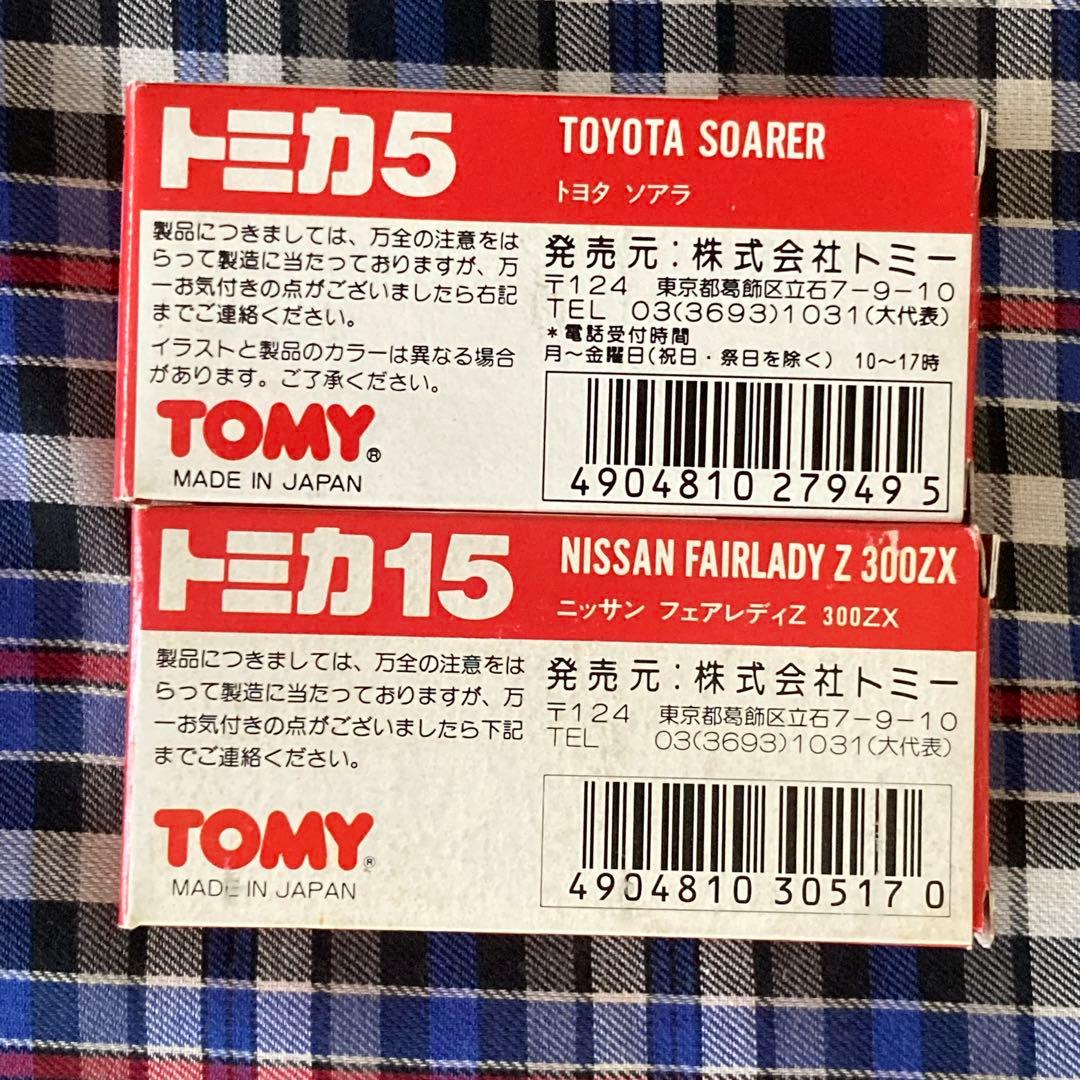 トミカ5
TOYOTA SOARER
トヨタ ソアラ
製品につきましては、万全の注意をは
らって製造に当たっておりますが、万
一お気付きの点がございましたら右記
までご連絡ください。
イラストと製品のカラーは異なる場合
があります。ご了承ください。
TOMY®
MADE IN JAPAN
発売元:株式会社トミー
〒124 東京都葛飾区立石7-9-10
TEL 03(3693)1031(大代表)
*電話受付時間
月〜金曜日(祝日・祭日を除く) 10〜17時
4904810 279495
トミカ15
NISSAN FAIRLADY Z 300ZX
ニッサン フェアレディZ 300ZX
製品につきましては、万全の注意をは
らって製造に当たっておりますが、万
一お気付きの点がございましたら下記
までご連絡ください。
TOMY®
MADE IN JAPAN
発売元:株式会社トミー
〒124 東京都葛飾区立石7-9-10
TEL 03(3693)1031(大代表)
4904810 305170